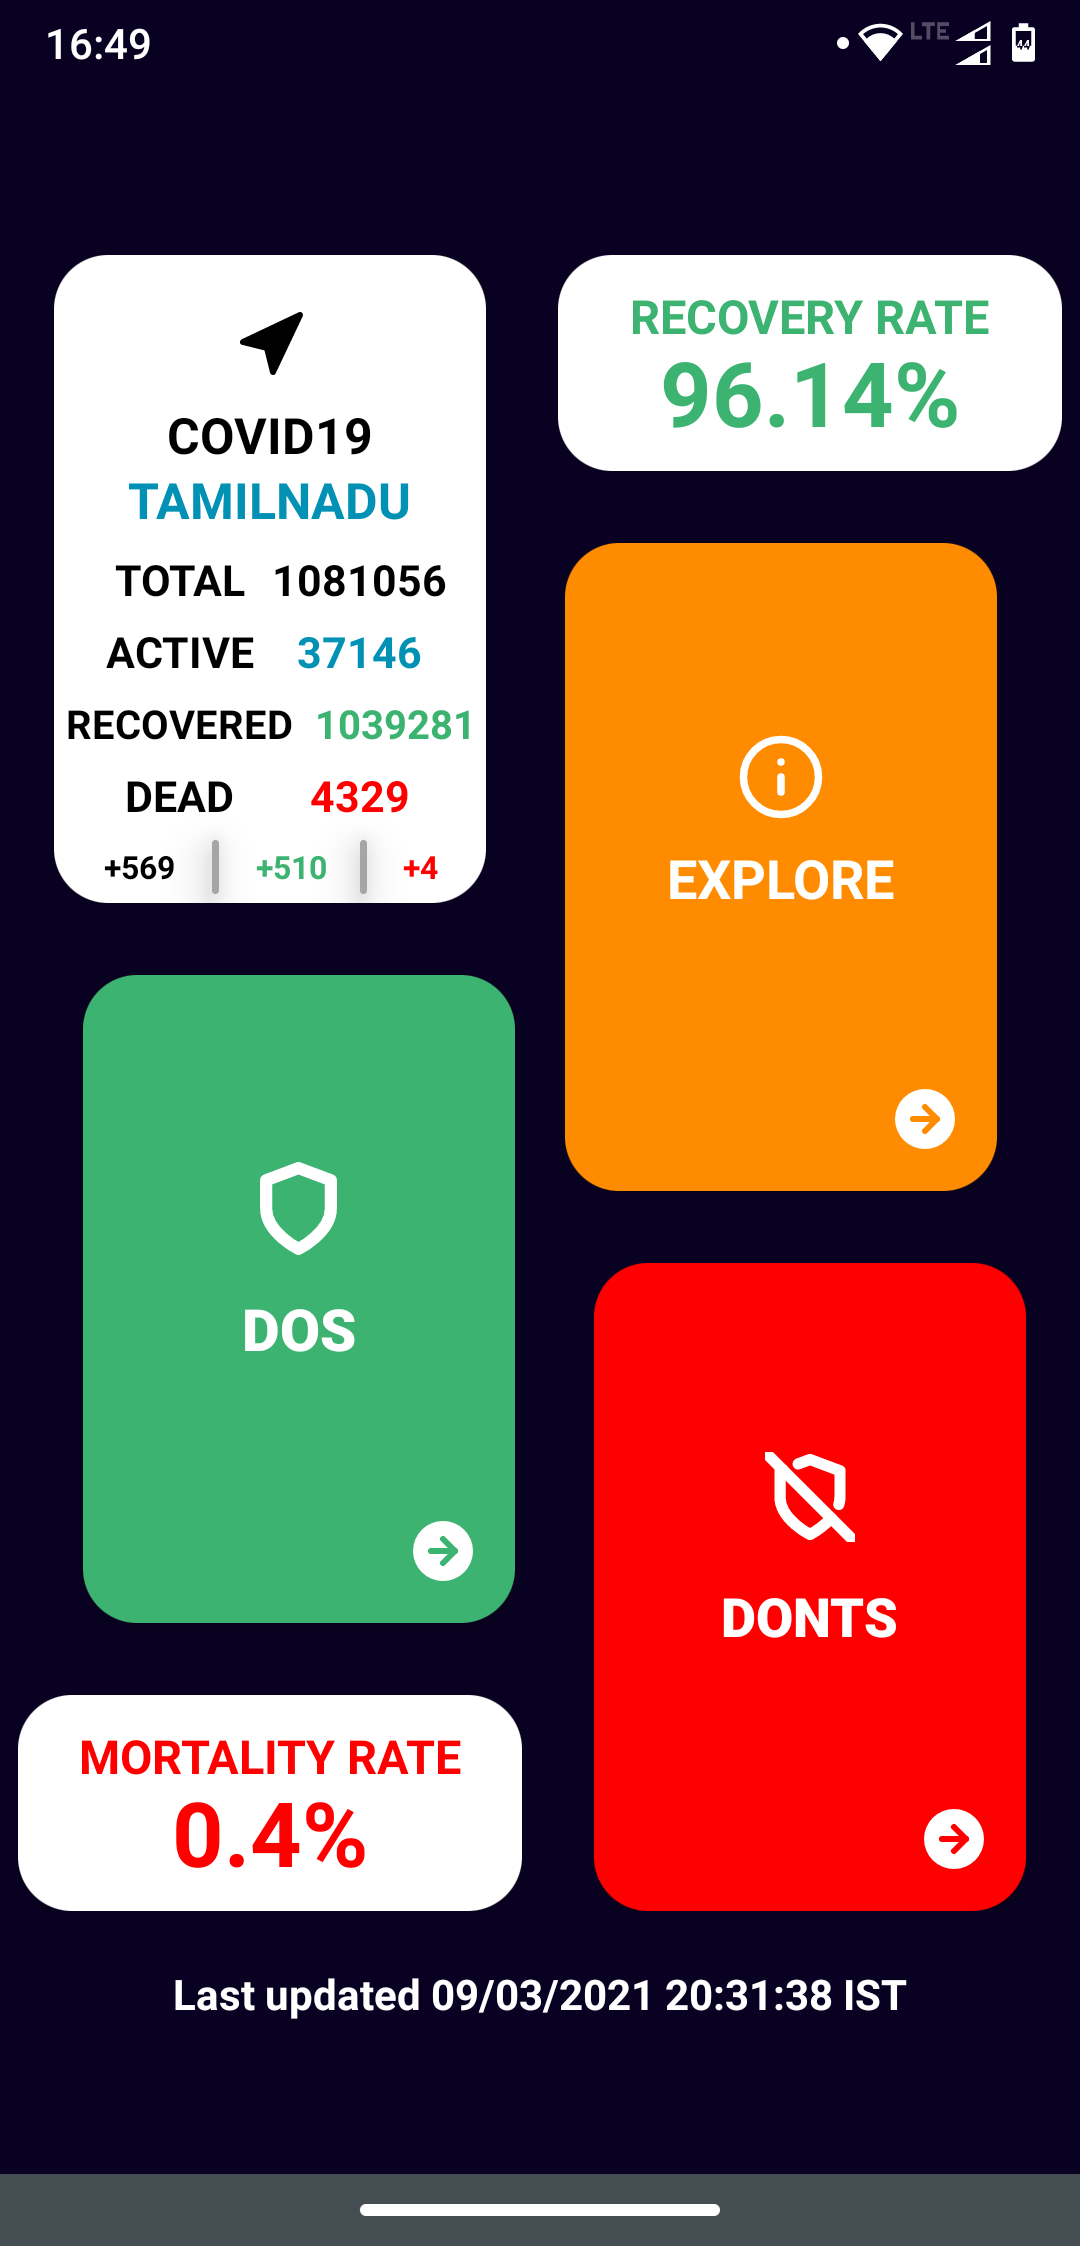 16:49
LTE
44
COVID19
TAMILNADU
TOTAL 1081056
ACTIVE 37146
RECOVERED 1039281
DEAD 4329
+569 +510 +4
RECOVERY RATE
96.14%
EXPLORE
DOS
DONTS
MORTALITY RATE
0.4%
Last updated 09/03/2021 20:31:38 IST